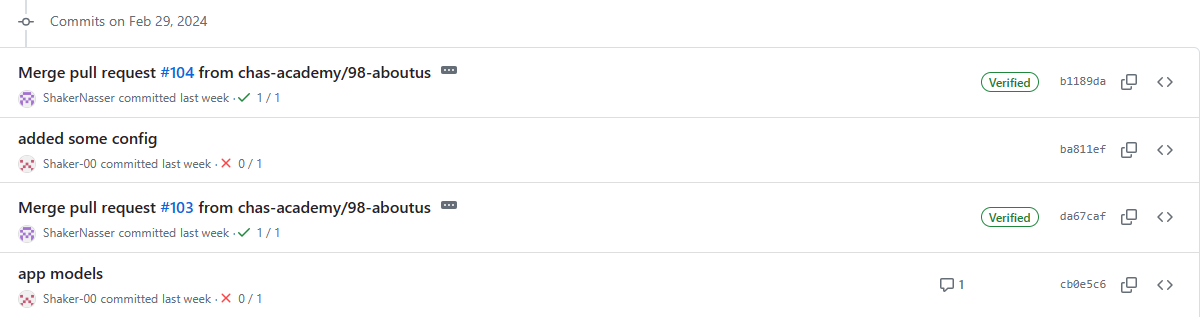 Commits on Feb 29, 2024
Merge pull request #104 from chas-academy/98-aboutus
Verified
b1189da
ShakerNasser committed last week · 1 / 1
added some config
ba811ef
Shaker-00 committed last week · 0 / 1
Merge pull request #103 from chas-academy/98-aboutus
Verified
da67caf
ShakerNasser committed last week · 1 / 1
app models
1
cb0e5c6
Shaker-00 committed last week · 0 / 1